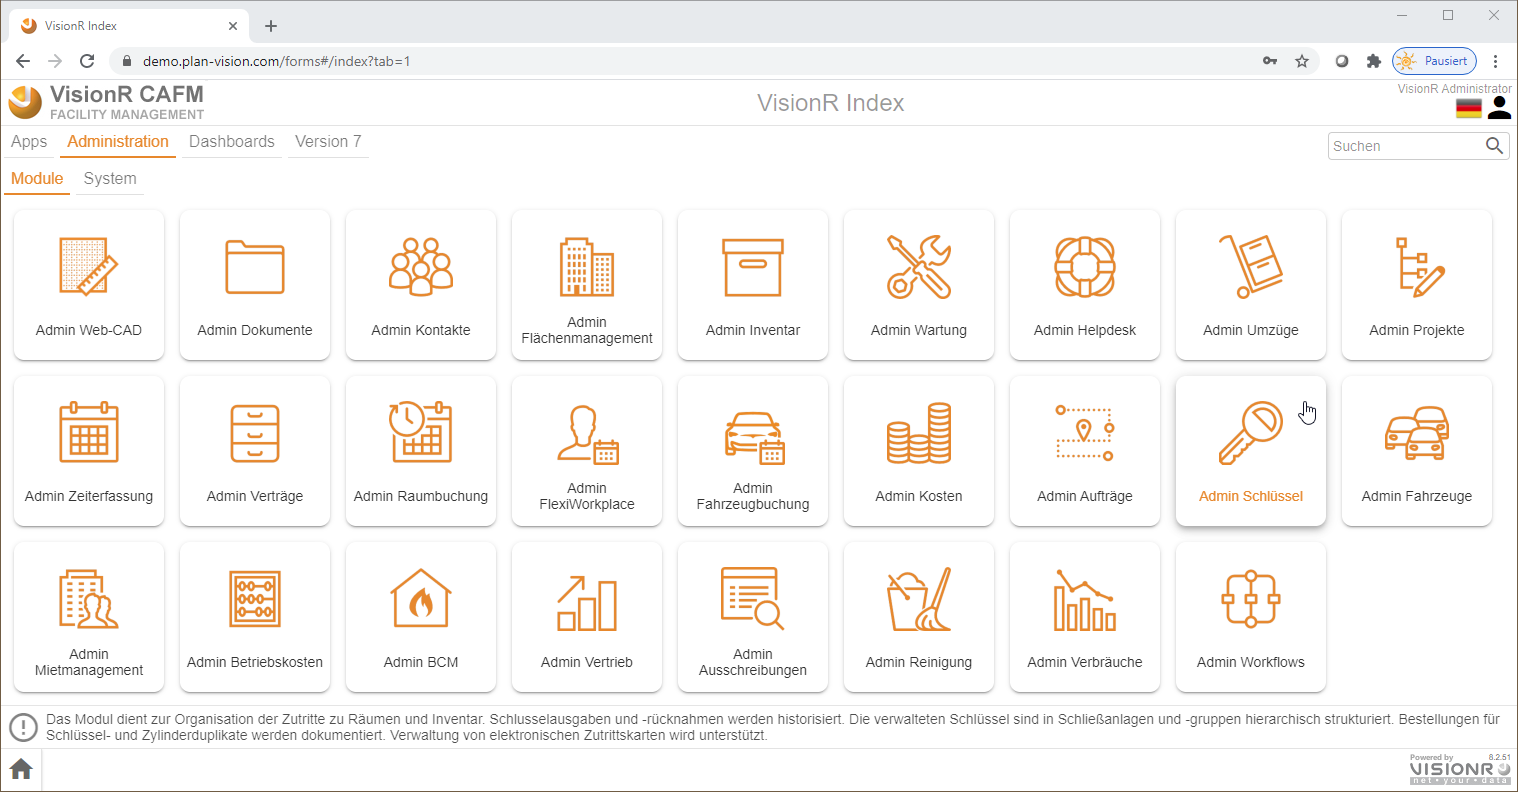 VisionR Index
demo.plan-vision.com/forms#/index?tab=1
Pausiert
VisionR CAFM
FACILITY MANAGEMENT
VisionR Index
VisionR Administrator
Apps Administration Dashboards Version 7
Suchen
Module System
Admin Web-CAD
Admin Dokumente
Admin Kontakte
Admin
Flächenmanagement
Admin Inventar
Admin Wartung
Admin Helpdesk
Admin Umzüge
Admin Projekte
Admin Zeiterfassung
Admin Verträge
Admin Raumbuchung
Admin
FlexiWorkplace
Admin
Fahrzeugbuchung
Admin Kosten
Admin Aufträge
Admin Schlüssel
Admin Fahrzeuge
Admin
Mietmanagement
Admin Betriebskosten
Admin BCM
Admin Vertrieb
Admin
Ausschreibungen
Admin Reinigung
Admin Verbräuche
Admin Workflows
Das Modul dient zur Organisation der Zutritte zu Räumen und Inventar. Schlusselausgaben und -rücknahmen werden historisiert. Die verwalteten Schlüssel sind in Schließanlagen und -gruppen hierarchisch strukturiert. Bestellungen für
Schlüssel- und Zylinderduplikate werden dokumentiert. Verwaltung von elektronischen Zutrittskarten wird unterstützt.
Powered by 8.2.51
VISIONR
net·your·data